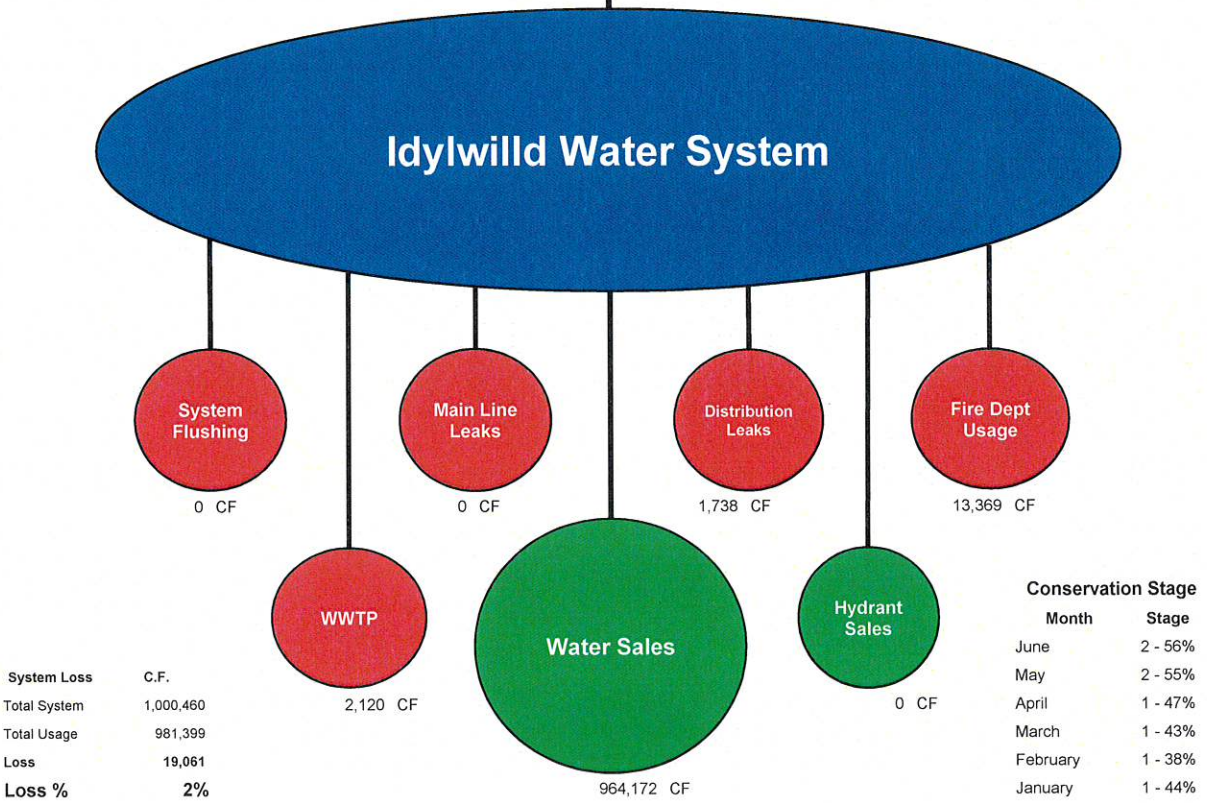 Idylwilld Water System
System
Flushing
0 CF
Main Line
Leaks
0 CF
Distribution
Leaks
1,738 CF
Fire Dept
Usage
13,369 CF
WWTP
2,120 CF
Water Sales
964,172 CF
Hydrant
Sales
0 CF
System Loss C.F.
Total System 1,000,460
Total Usage 981,399
Loss 19,061
Loss % 2%
Conservation Stage
Month Stage
June 2 - 56%
May 2 - 55%
April 1 - 47%
March 1 - 43%
February 1 - 38%
January 1 - 44%